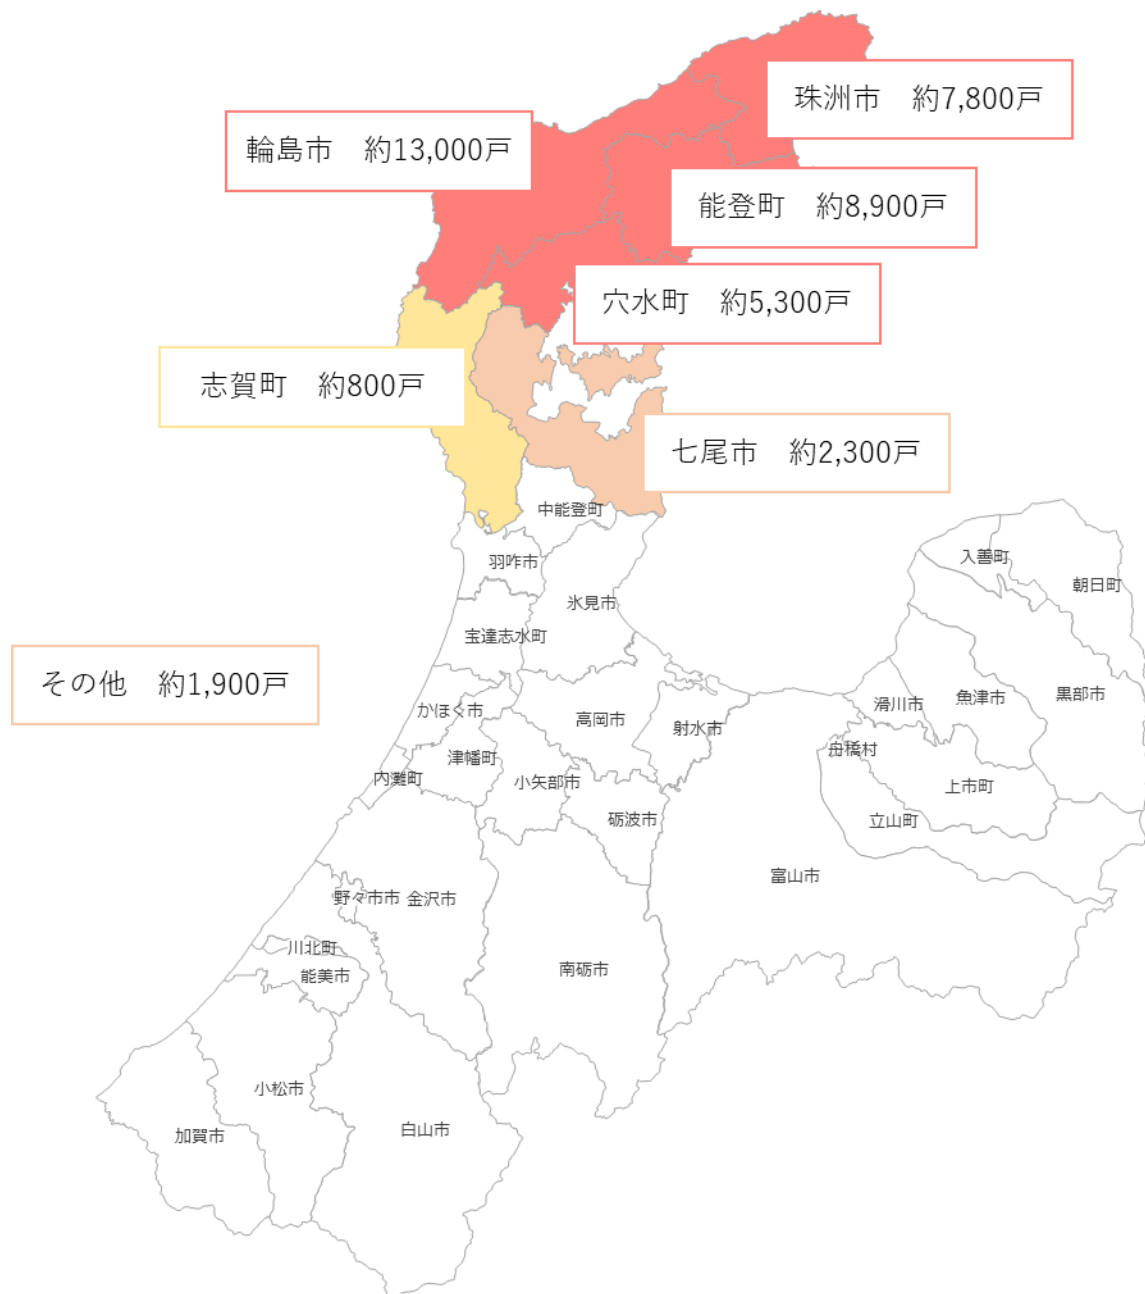 珠洲市　約7,800戸
輪島市　約13,000戸
能登町　約8,900戸
穴水町　約5,300戸
志賀町　約800戸
七尾市　約2,300戸
中能登町
羽咋市
入善町
朝日町
氷見市
宝達志水町
その他　約1,900戸
かほく市
高岡市
射水市
滑川市
魚津市
黒部市
津幡町
舟橋村
内灘町
小矢部市
上市町
砺波市
立山町
富山市
野々市市
金沢市
川北町
能美市
南砺市
小松市
加賀市
白山市